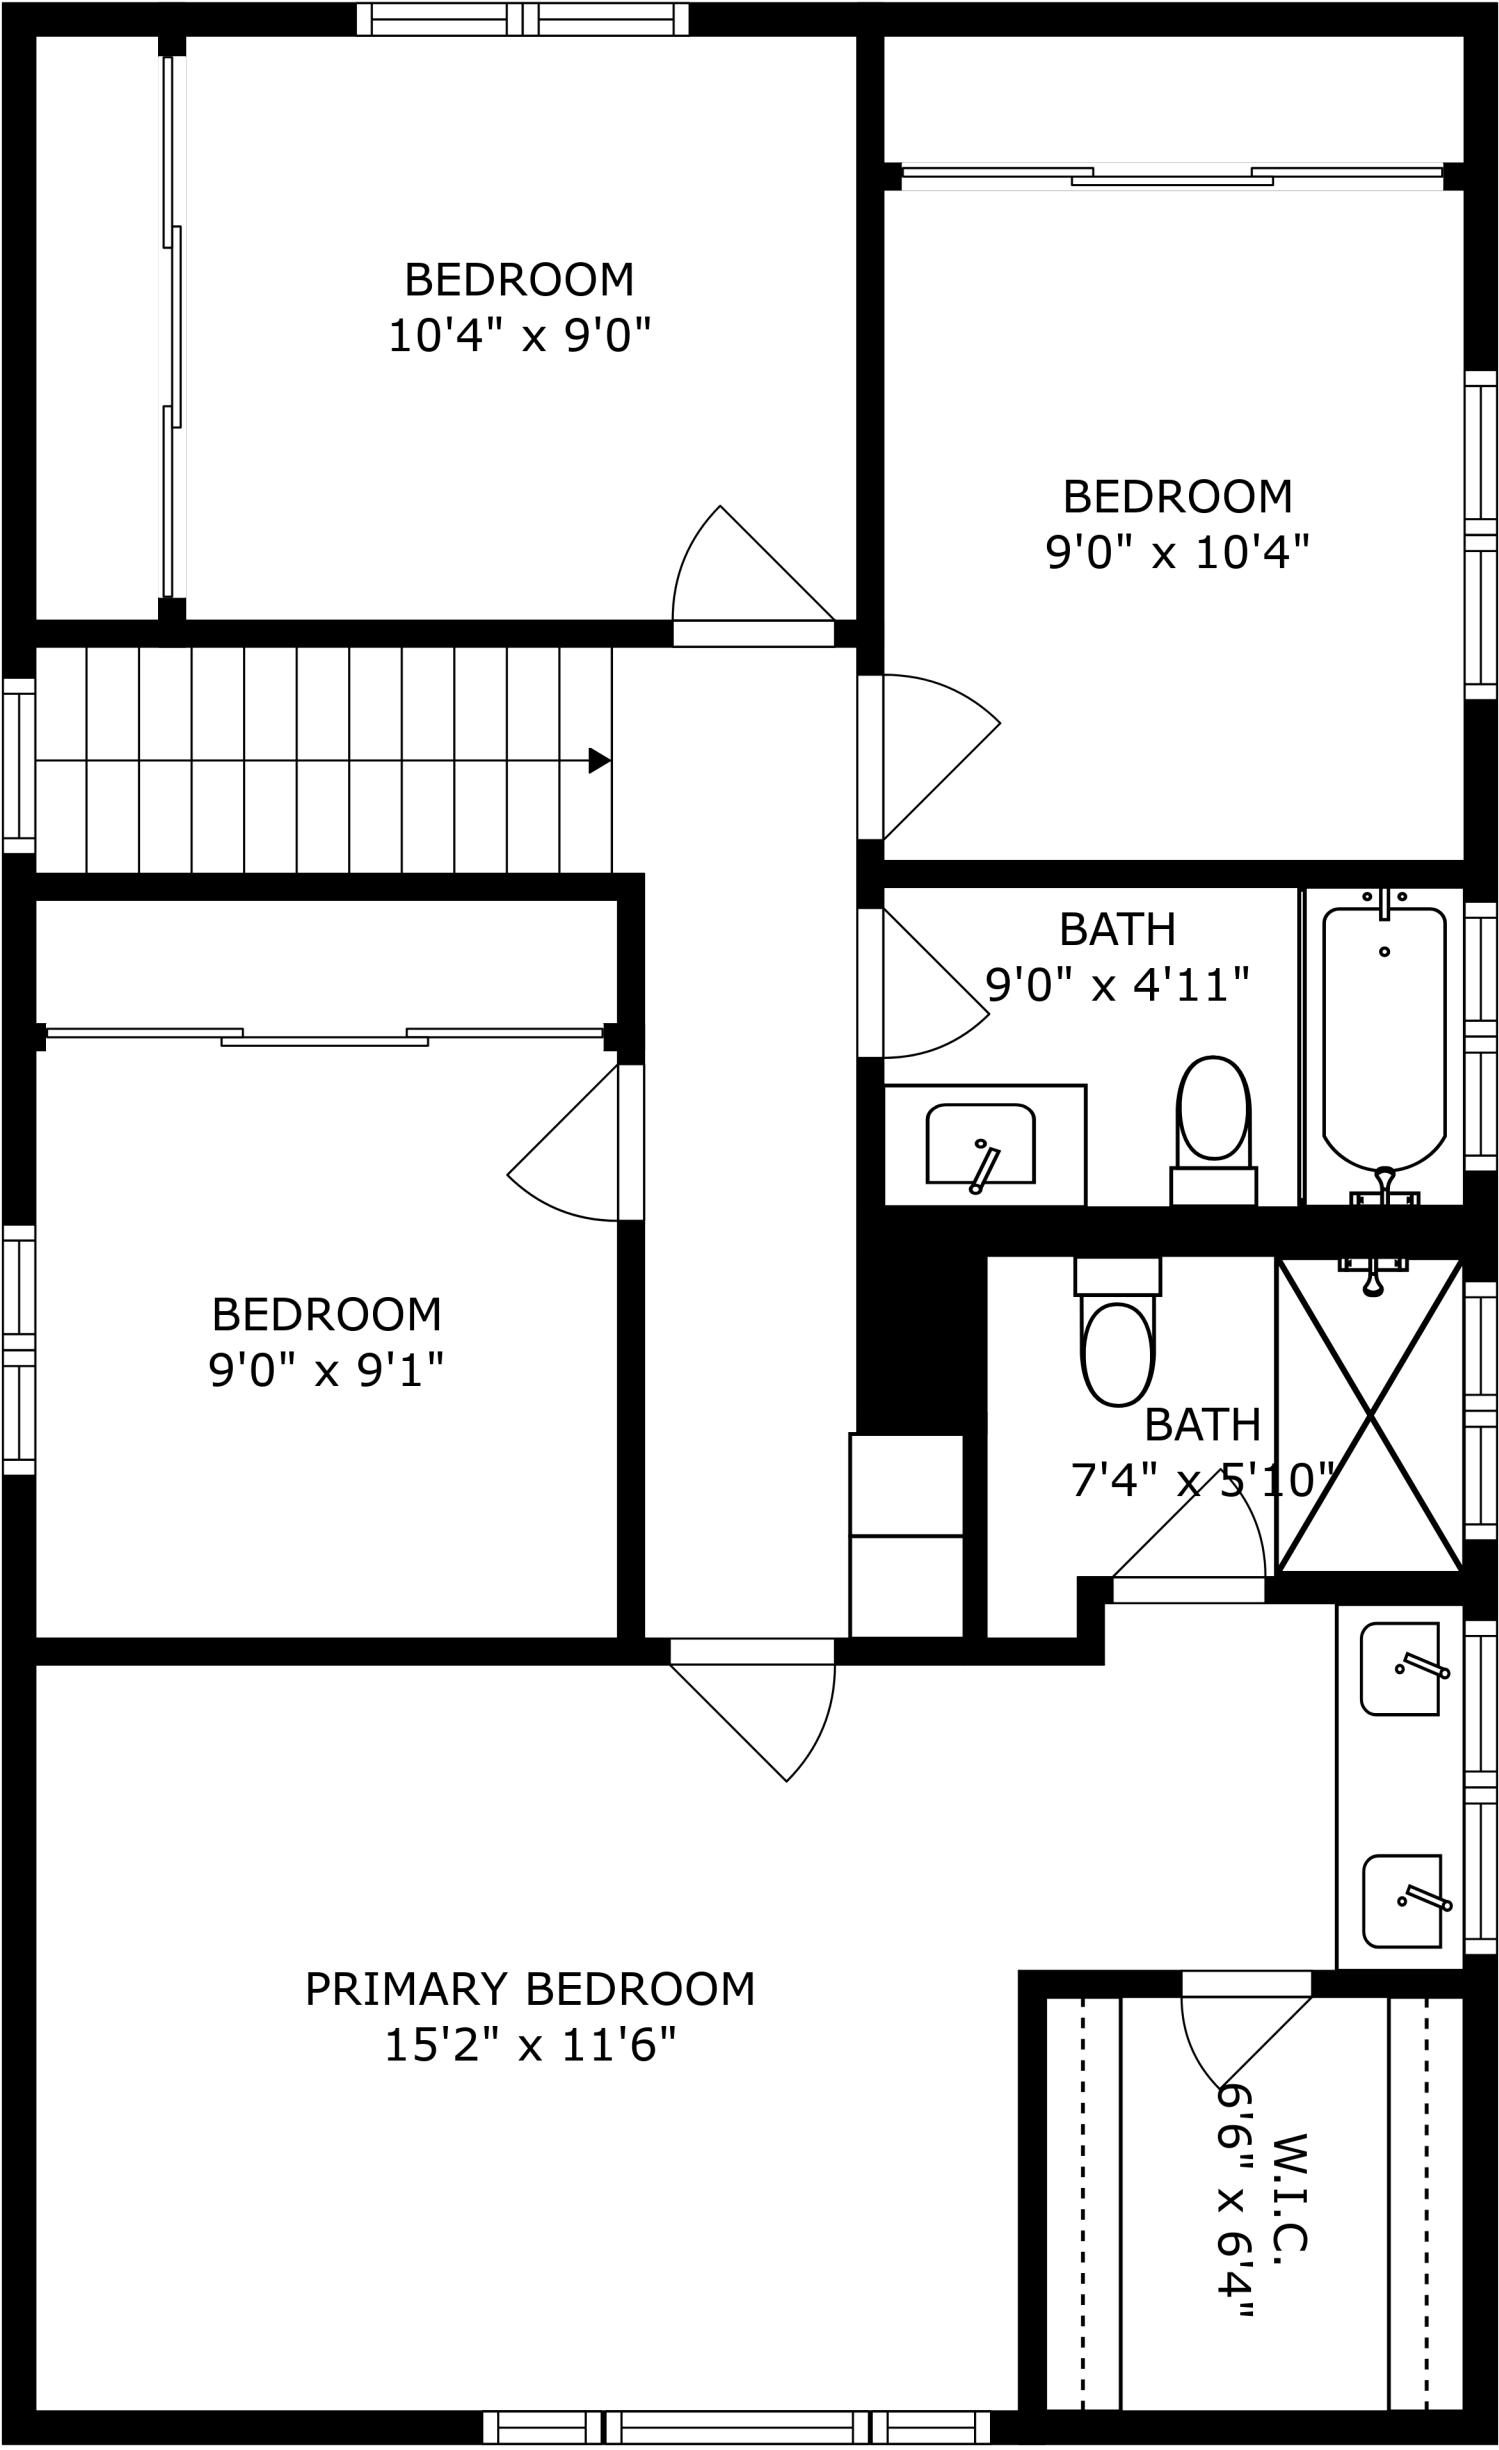 BEDROOM
10'4" x 9'0"
BEDROOM
9'0" x 10'4"
BATH
9'0" x 4'11"
BEDROOM
9'0" x 9'1"
BATH
7'4" x 5'10"
PRIMARY BEDROOM
15'2" x 11'6"
W.I.C.
6'6" x 6'4"